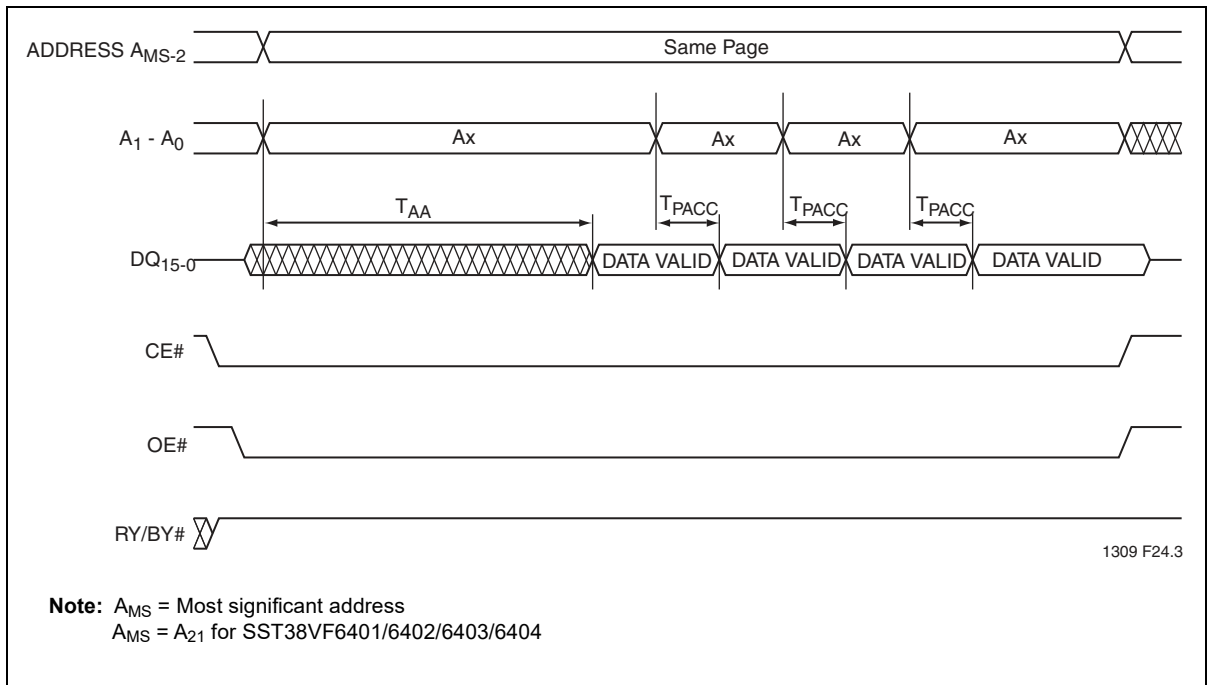 ADDRESS AMS-2
Same Page
A1 - A0
Ax
Ax
Ax
Ax
TAA
TPACC
TPACC
TPACC
DQ15-0
DATA VALID
DATA VALID
DATA VALID
DATA VALID
CE#
OE#
RY/BY#
1309 F24.3
Note: AMS = Most significant address
AMS = A21 for SST38VF6401/6402/6403/6404